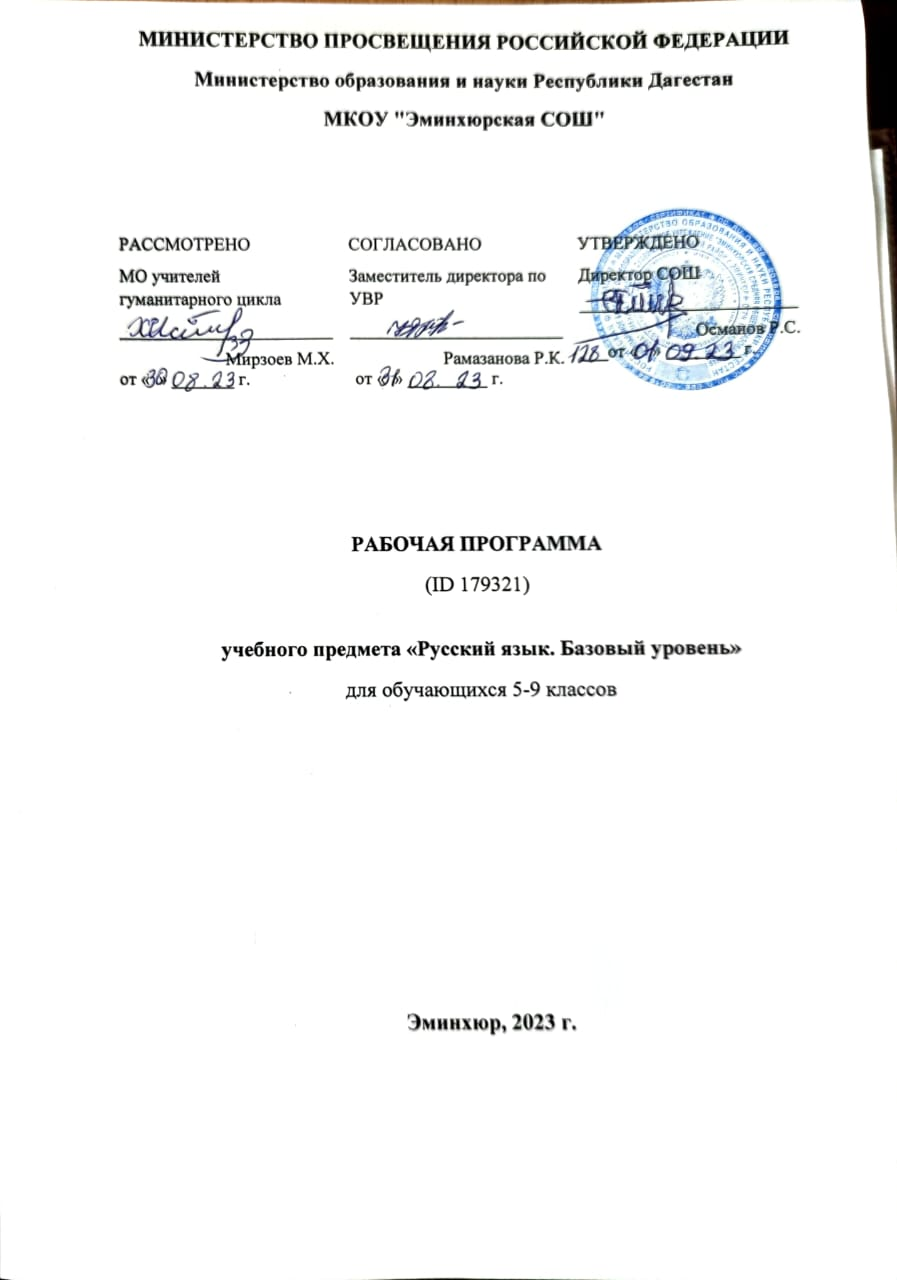 МИНИСТЕРСТВО ПРОСВЕЩЕНИЯ РОССИЙСКОЙ ФЕДЕРАЦИИ
Министерство образования и науки Республики Дагестан
МКОУ "Эминхюрская СОШ"
РАССМОТРЕНО
МО учителей
гуманитарного цикла
Мирзоев М.Х.
от «30» 08.23 г.
СОГЛАСОВАНО
Заместитель директора по
УВР
Рамазанова Р.К.
от «31» 08. 23 г.
УТВЕРЖДЕНО
Директор СОШ
Османов Р.С.
128 от «01» 09 23 г.
РАБОЧАЯ ПРОГРАММА
(ID 179321)
учебного предмета «Русский язык. Базовый уровень»
для обучающихся 5-9 классов
Эминхюр, 2023 г.